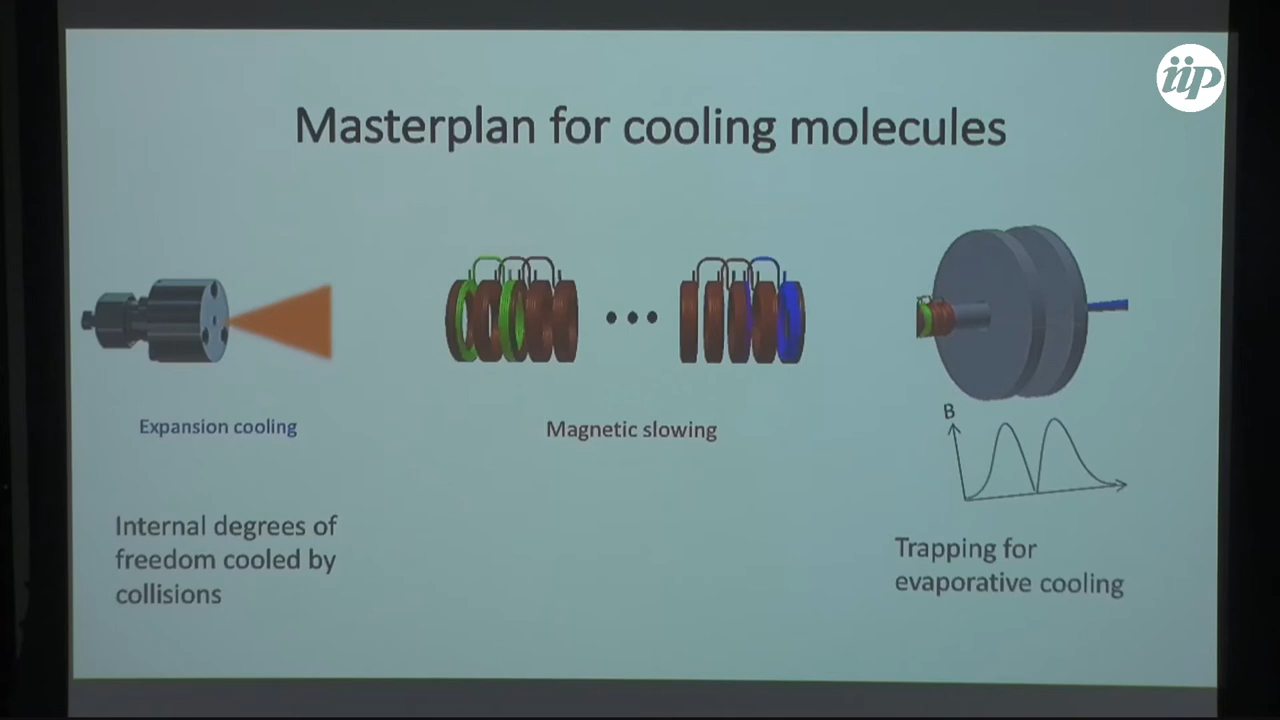 iip
Masterplan for cooling molecules
Expansion cooling
Magnetic slowing
B
Internal degrees of
freedom cooled by
collisions
Trapping for
evaporative cooling